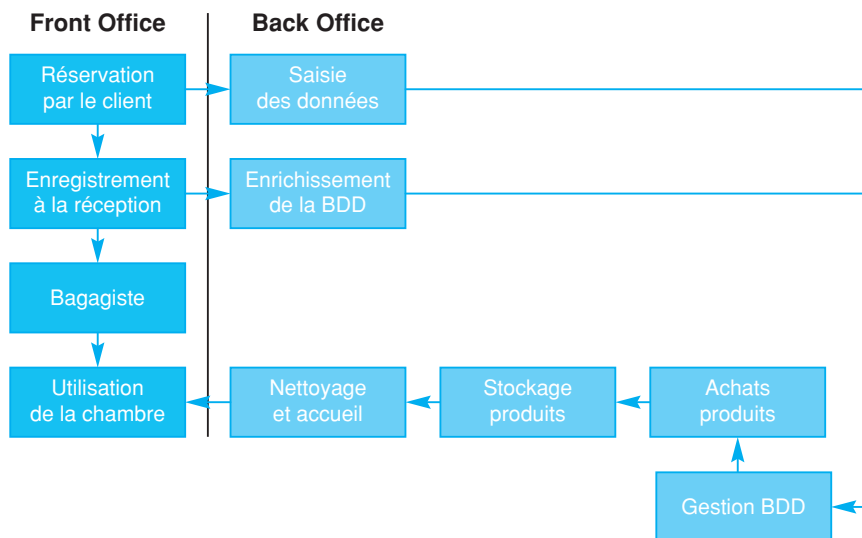 Front Office
Back Office
Réservation
par le client
Saisie
des données
Enregistrement
à la réception
Enrichissement
de la BDD
Bagagiste
Utilisation
de la chambre
Nettoyage
et accueil
Stockage
produits
Achats
produits
Gestion BDD